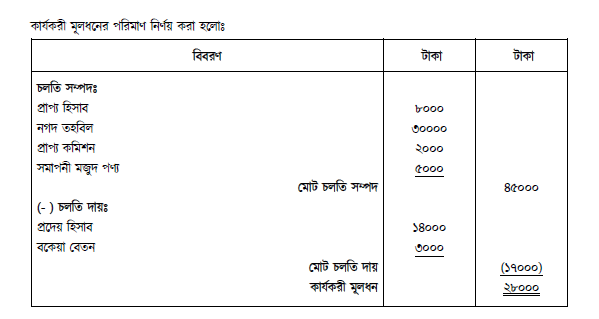 কার্যকরী মূলধনের পরিমাণ নির্ণয় করা হলোঃ
বিবরণ টাকা টাকা
চলতি সম্পদঃ
প্রাপ্য হিসাব ৮০০০
নগদ তহবিল ৩০০০০
প্রাপ্য কমিশন ২০০০
সমাপনী মজুদ পণ্য ৫০০০
মোট চলতি সম্পদ ৪৫০০০
(- ) চলতি দায়ঃ
প্রদেয় হিসাব ১৪০০০
বকেয়া বেতন ৩০০০
মোট চলতি দায় (১৭০০০)
কার্যকরী মূলধন ২৮০০০